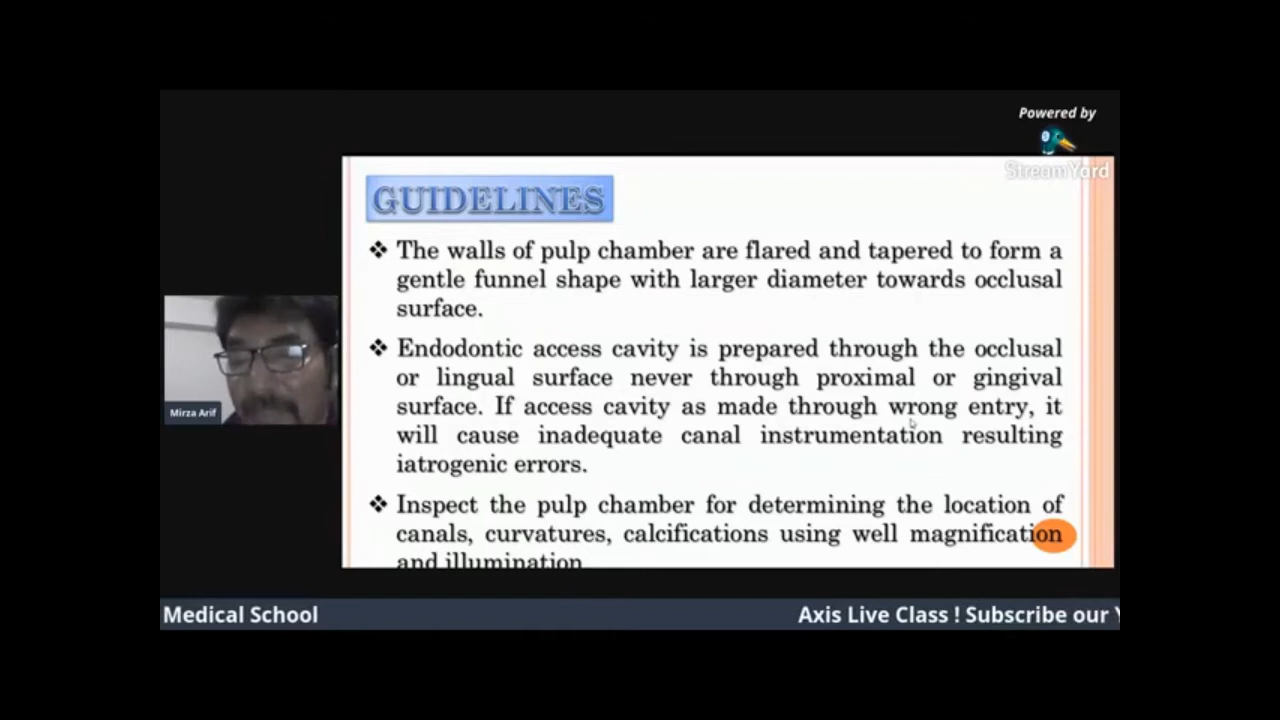 Powered by
StreamYard
GUIDELINES
❖ The walls of pulp chamber are flared and tapered to form a
gentle funnel shape with larger diameter towards occlusal
surface.
❖ Endodontic access cavity is prepared through the occlusal
or lingual surface never through proximal or gingival
surface. If access cavity as made through wrong entry, it
will cause inadequate canal instrumentation resulting
iatrogenic errors.
❖ Inspect the pulp chamber for determining the location of
canals, curvatures, calcifications using well magnification
and illumination
Mirza Arif
Medical School
Axis Live Class ! Subscribe our